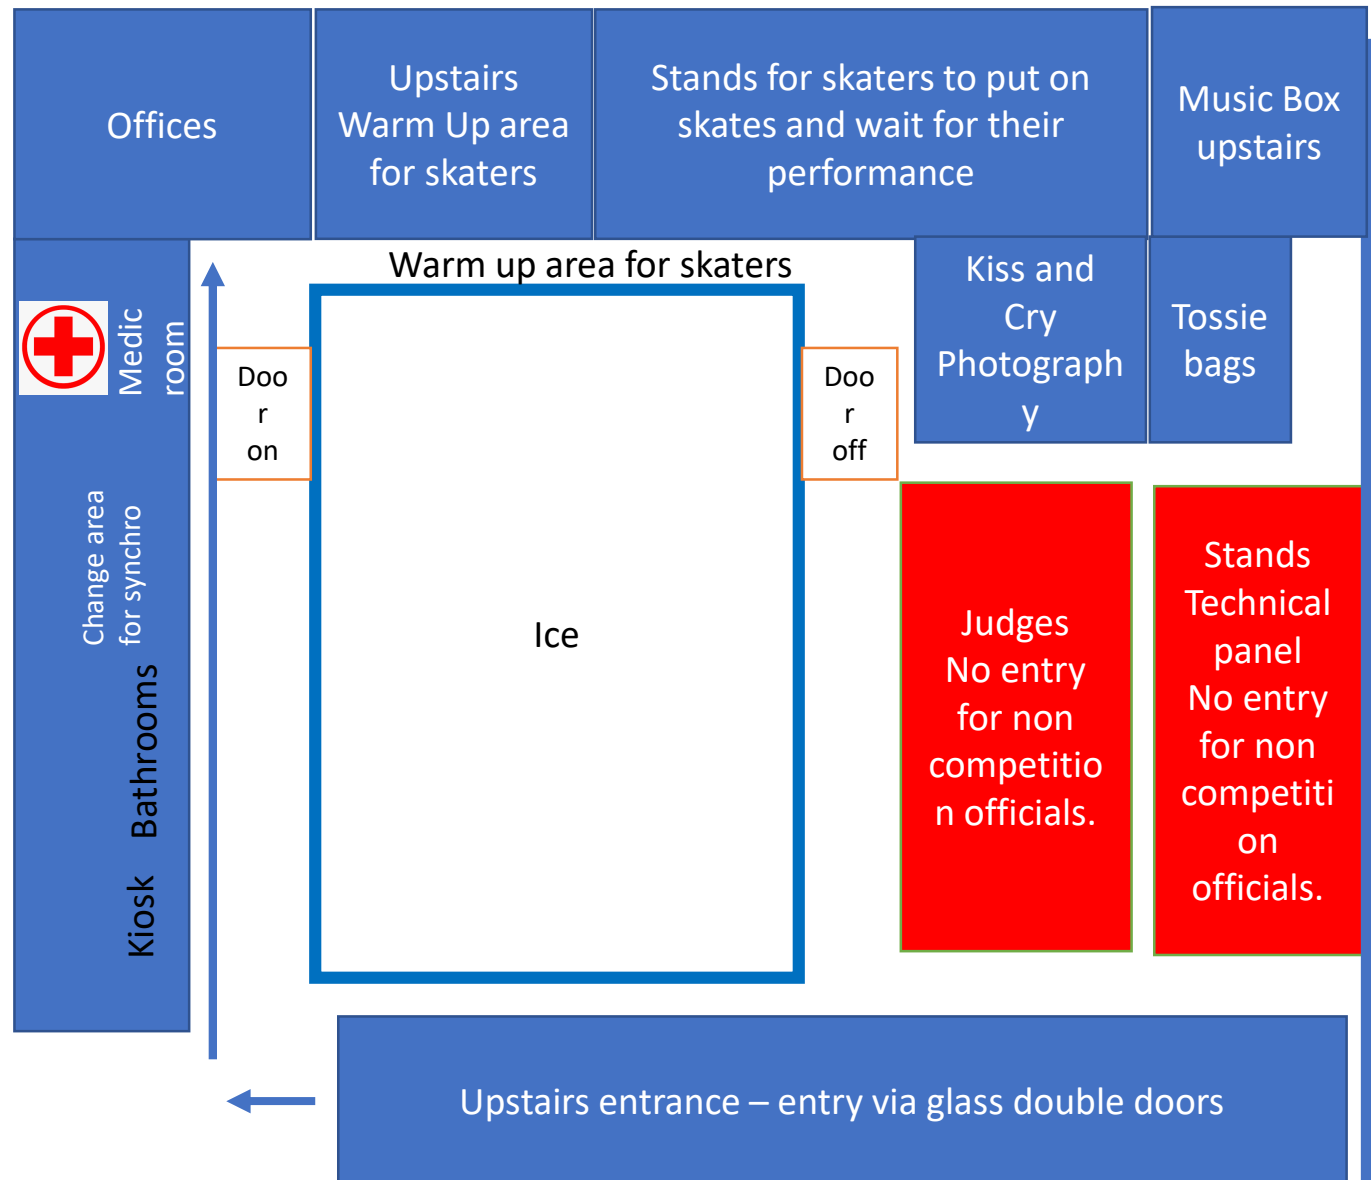 Offices
Upstairs
Warm Up area
for skaters
Stands for skaters to put on
skates and wait for their
performance
Music Box
upstairs
Warm up area for skaters
Medic
room
Doo
r
on
Doo
r
off
Kiss and
Cry
Photograph
y
Tossie
bags
Change area
for synchro
Ice
Judges
No entry
for non
competitio
n officials.
Stands
Technical
panel
No entry
for non
competiti
on
officials.
Kiosk   Bathrooms
Upstairs entrance – entry via glass double doors